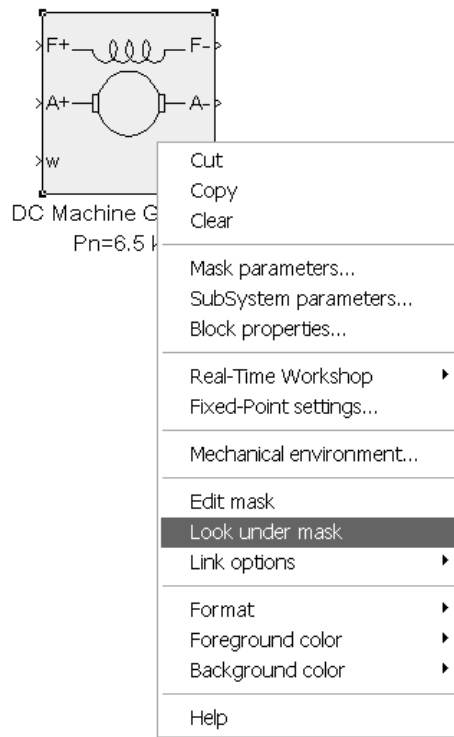 F+ F-
A+ A-
w
DC Machine G
Pn=6.5
Cut
Copy
Clear
Mask parameters...
SubSystem parameters...
Block properties...
Real-Time Workshop
Fixed-Point settings...
Mechanical environment...
Edit mask
Look under mask
Link options
Format
Foreground color
Background color
Help